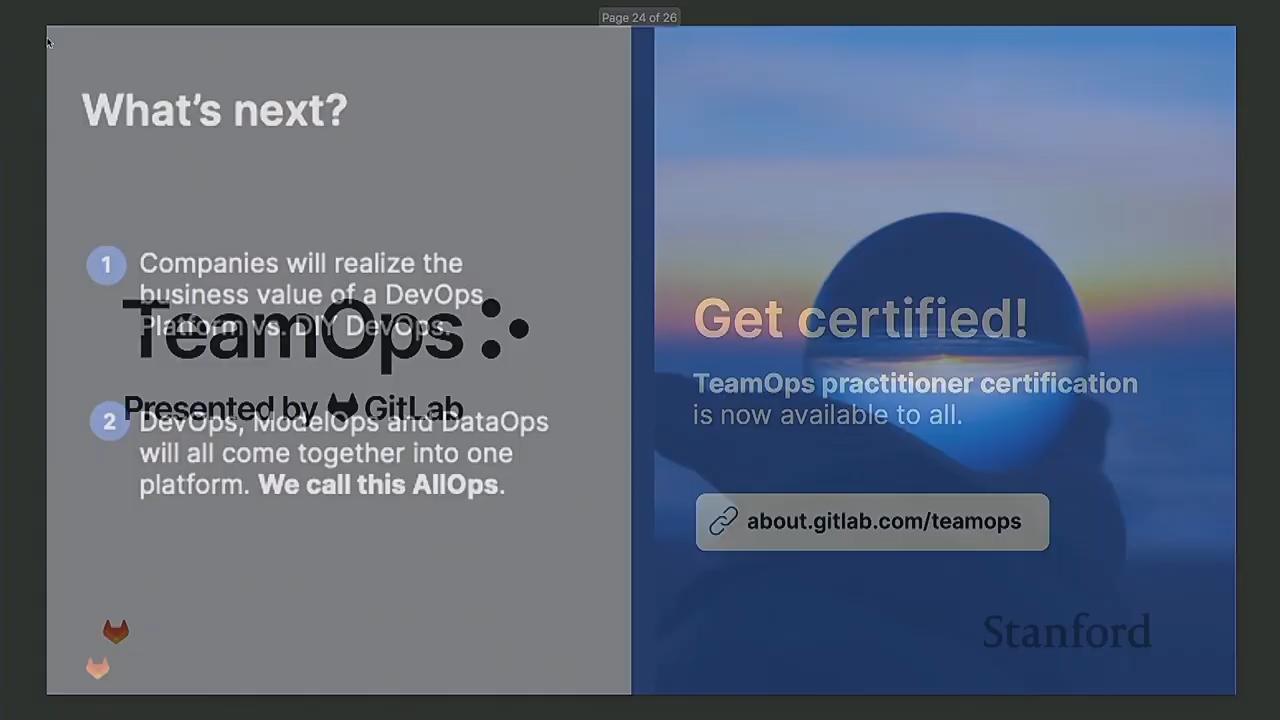 Page 24 of 26
What's next?
1
Companies will realize the
business value of a DevOps
Platform vs. DIY DevOps.
TeamOps
Presented by GitLab
2
DevOps, ModelOps and DataOps
will all come together into one
platform. We call this AllOps.
Get certified!
TeamOps practitioner certification
is now available to all.
about.gitlab.com/teamops
Stanford